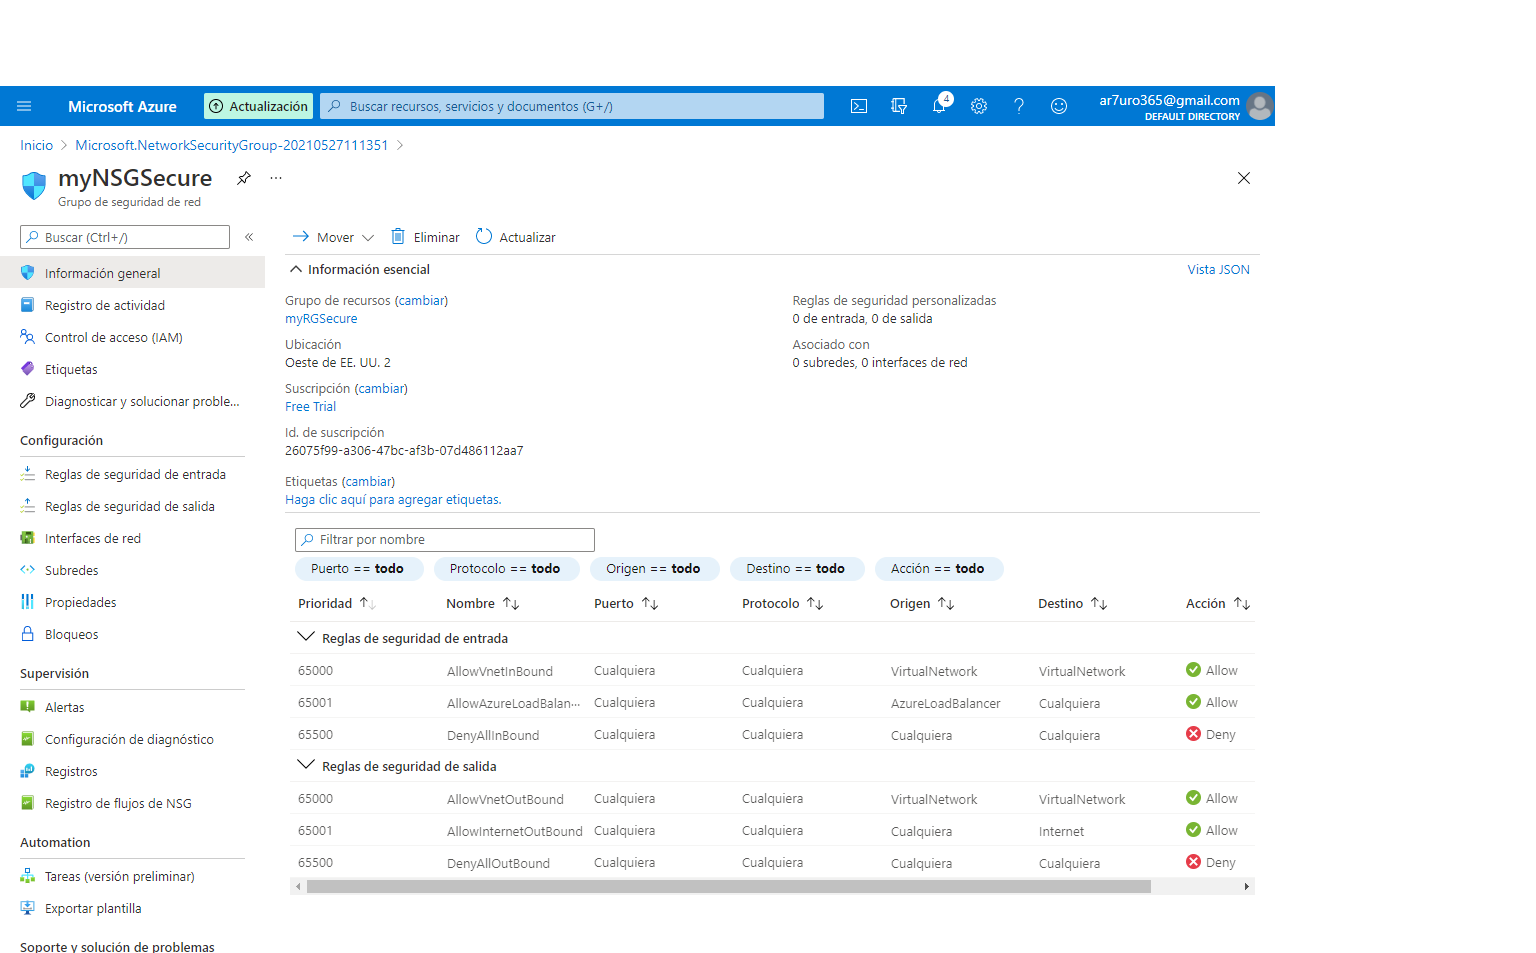 Microsoft Azure
Actualización
Buscar recursos, servicios y documentos (G+/)
4
ar7uro365@gmail.com
DEFAULT DIRECTORY
Inicio > Microsoft.NetworkSecurityGroup-20210527111351 >
myNSGSecure
Grupo de seguridad de red
Buscar (Ctrl+/)
Información general
Registro de actividad
Control de acceso (IAM)
Etiquetas
Diagnosticar y solucionar proble...
Configuración
Reglas de seguridad de entrada
Reglas de seguridad de salida
Interfaces de red
Subredes
Propiedades
Bloqueos
Supervisión
Alertas
Configuración de diagnóstico
Registros
Registro de flujos de NSG
Automation
Tareas (versión preliminar)
Exportar plantilla
Soporte y solución de problemas
Mover Eliminar Actualizar
Información esencial Vista JSON
Grupo de recursos (cambiar)
myRGSecure
Ubicación
Oeste de EE. UU. 2
Suscripción (cambiar)
Free Trial
Id. de suscripción
26075f99-a306-47bc-af3b-07d486112aa7
Etiquetas (cambiar)
Haga clic aquí para agregar etiquetas.
Reglas de seguridad personalizadas
0 de entrada, 0 de salida
Asociado con
0 subredes, 0 interfaces de red
Filtrar por nombre
Puerto == todo Protocolo == todo Origen == todo Destino == todo Acción == todo
Prioridad Nombre Puerto Protocolo Origen Destino Acción
Reglas de seguridad de entrada
65000 AllowVnetInBound Cualquiera Cualquiera VirtualNetwork VirtualNetwork Allow
65001 AllowAzureLoadBalan... Cualquiera Cualquiera AzureLoadBalancer Cualquiera Allow
65500 DenyAllInBound Cualquiera Cualquiera Cualquiera Cualquiera Deny
Reglas de seguridad de salida
65000 AllowVnetOutBound Cualquiera Cualquiera VirtualNetwork VirtualNetwork Allow
65001 AllowInternetOutBound Cualquiera Cualquiera Cualquiera Internet Allow
65500 DenyAllOutBound Cualquiera Cualquiera Cualquiera Cualquiera Deny